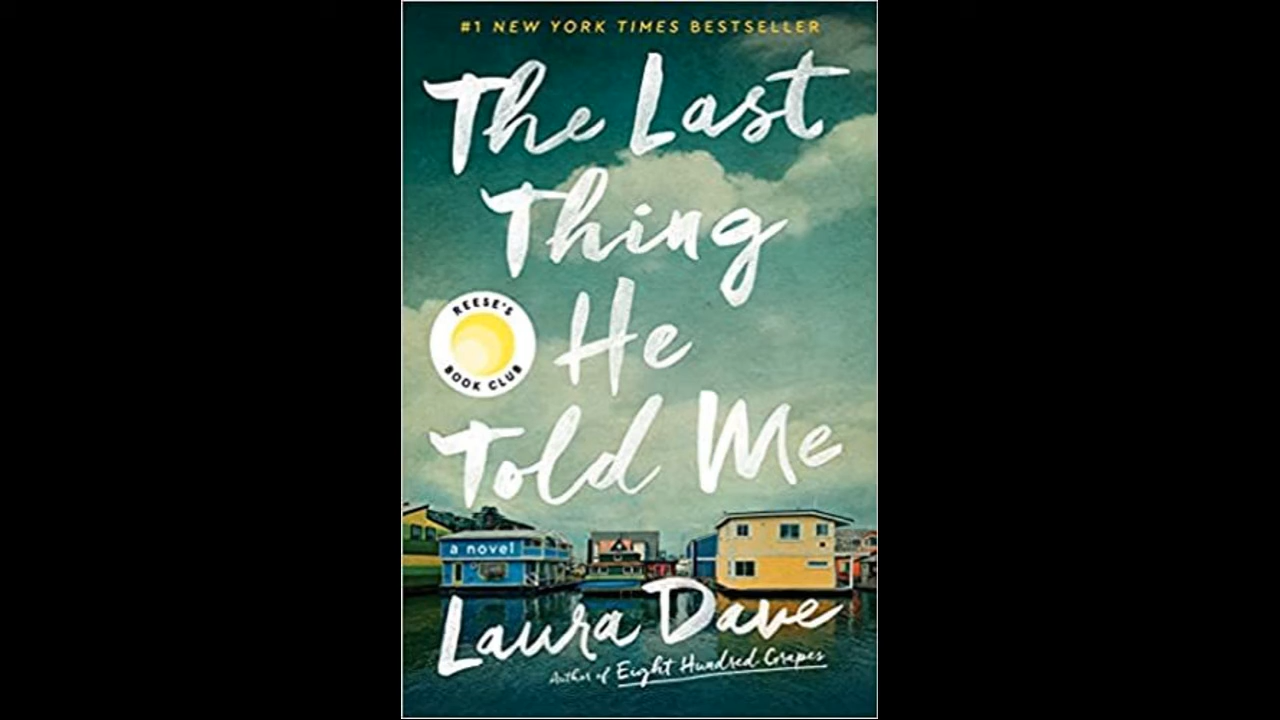 #1 NEW YORK TIMES BESTSELLER
The Last
Thing
He
Told Me
REESE'S
BOOK CLUB
a novel
Laura Dave
Author of Eight Hundred Grapes